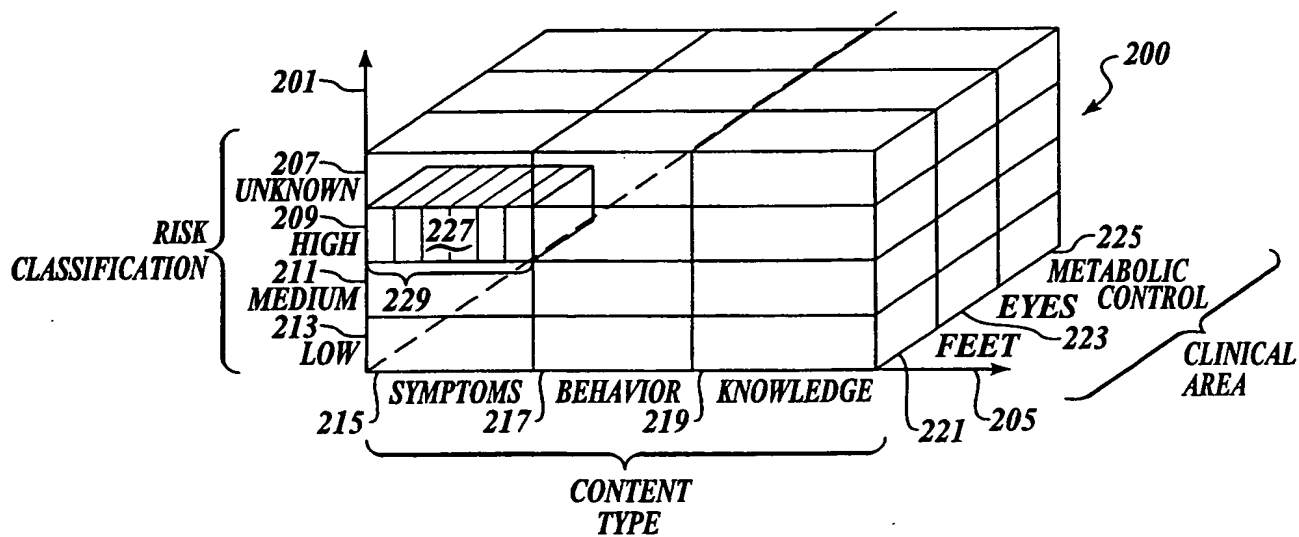 201
200
207
UNKNOWN
209
HIGH
227
RISK
CLASSIFICATION
211
MEDIUM
229
213
LOW
225
METABOLIC
CONTROL
EYES
223
FEET
CLINICAL
AREA
221
205
SYMPTOMS
BEHAVIOR
KNOWLEDGE
215
217
219
CONTENT
TYPE